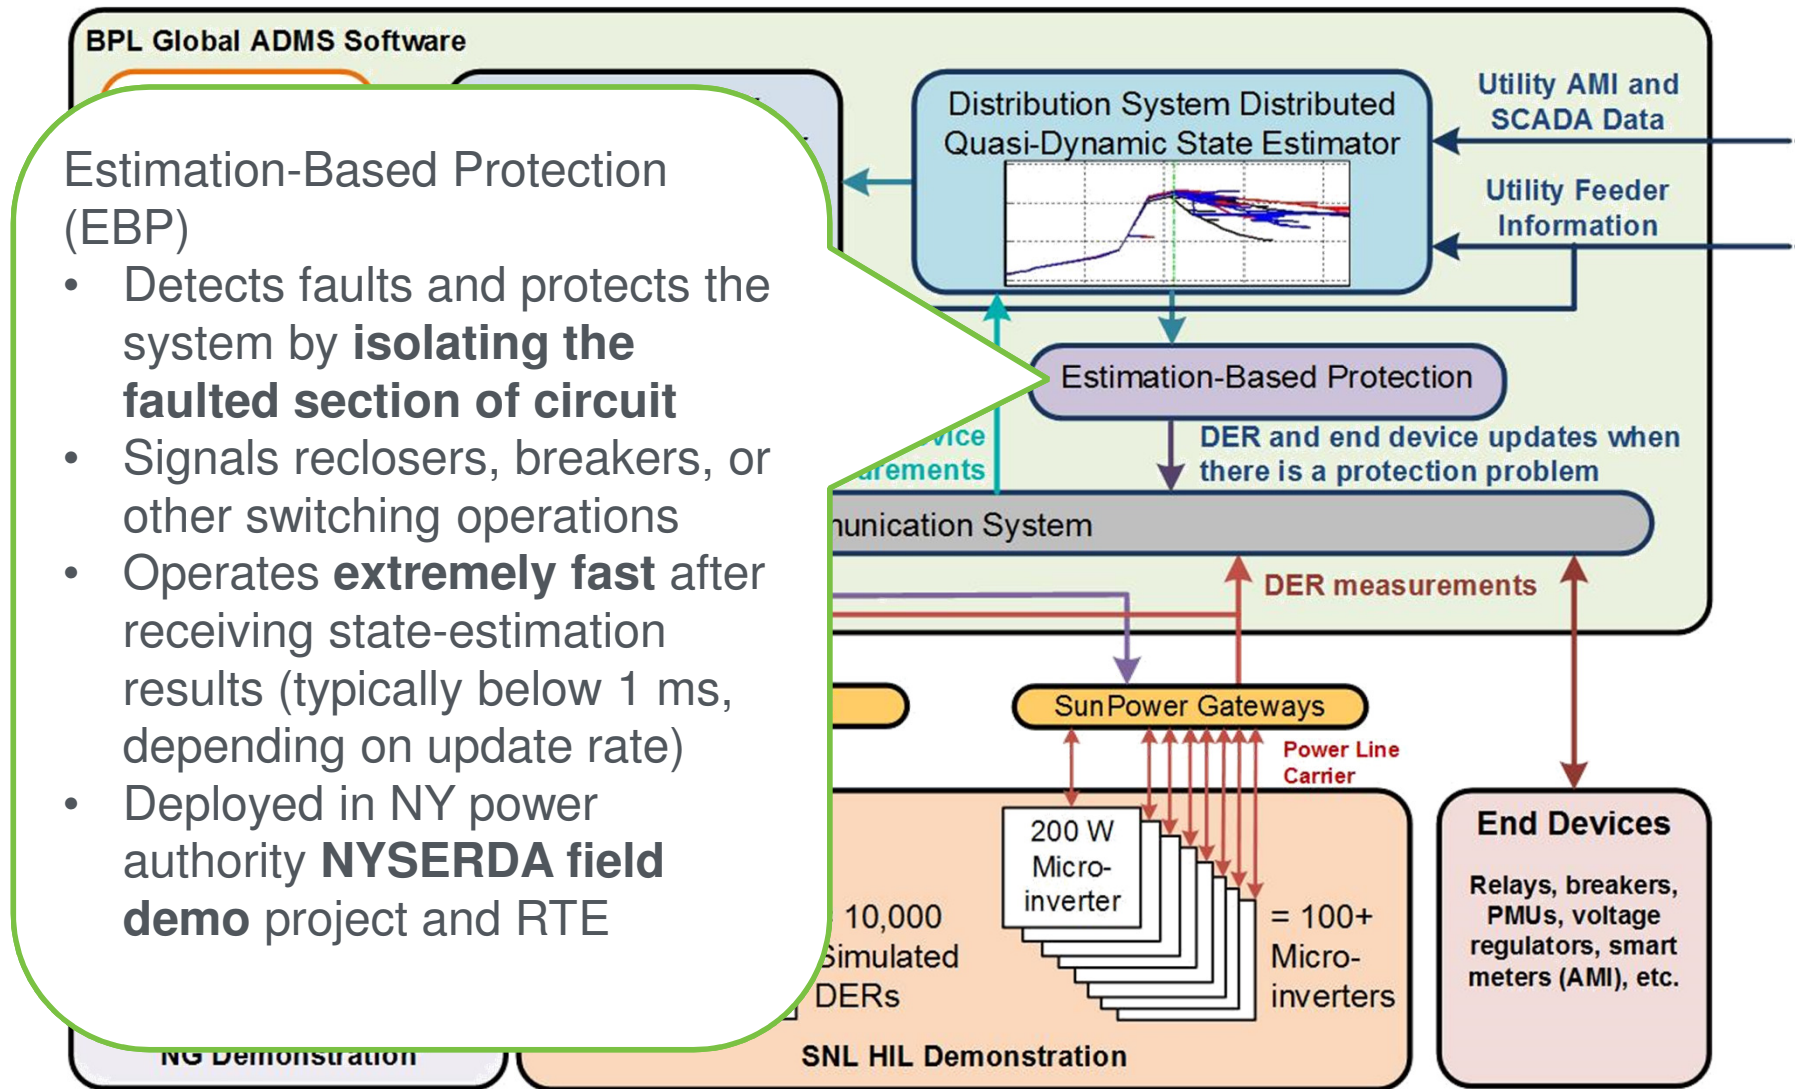 BPL Global ADMS Software
Estimation-Based Protection
(EBP)
• Detects faults and protects the
system by isolating the
faulted section of circuit
• Signals reclosers, breakers, or
other switching operations
• Operates extremely fast after
receiving state-estimation
results (typically below 1 ms,
depending on update rate)
• Deployed in NY power
authority NYSERDA field
demo project and RTE
Distribution System Distributed
Quasi-Dynamic State Estimator
Utility AMI and
SCADA Data
Utility Feeder
Information
Estimation-Based Protection
DER and end device updates when
there is a protection problem
System
DER measurements
SunPower Gateways
Power Line
Carrier
200 W
Micro-
inverter
10,000
Simulated
DERs
= 100+
Micro-
inverters
End Devices
Relays, breakers,
PMUs, voltage
regulators, smart
meters (AMI), etc.
NG Demonstration
SNL HIL Demonstration